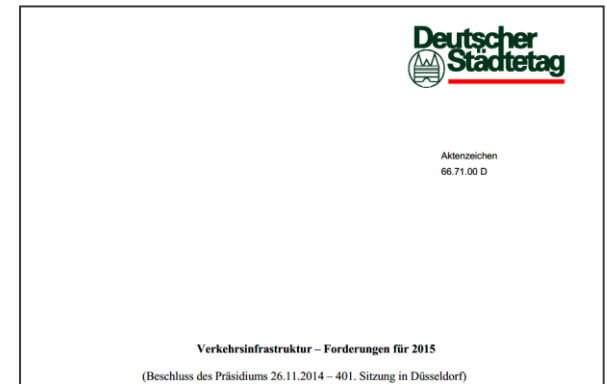 Deutscher
Städtetag
Aktenzeichen
66.71.00 D
Verkehrsinfrastruktur – Forderungen für 2015
(Beschluss des Präsidiums 26.11.2014 – 401. Sitzung in Düsseldorf)